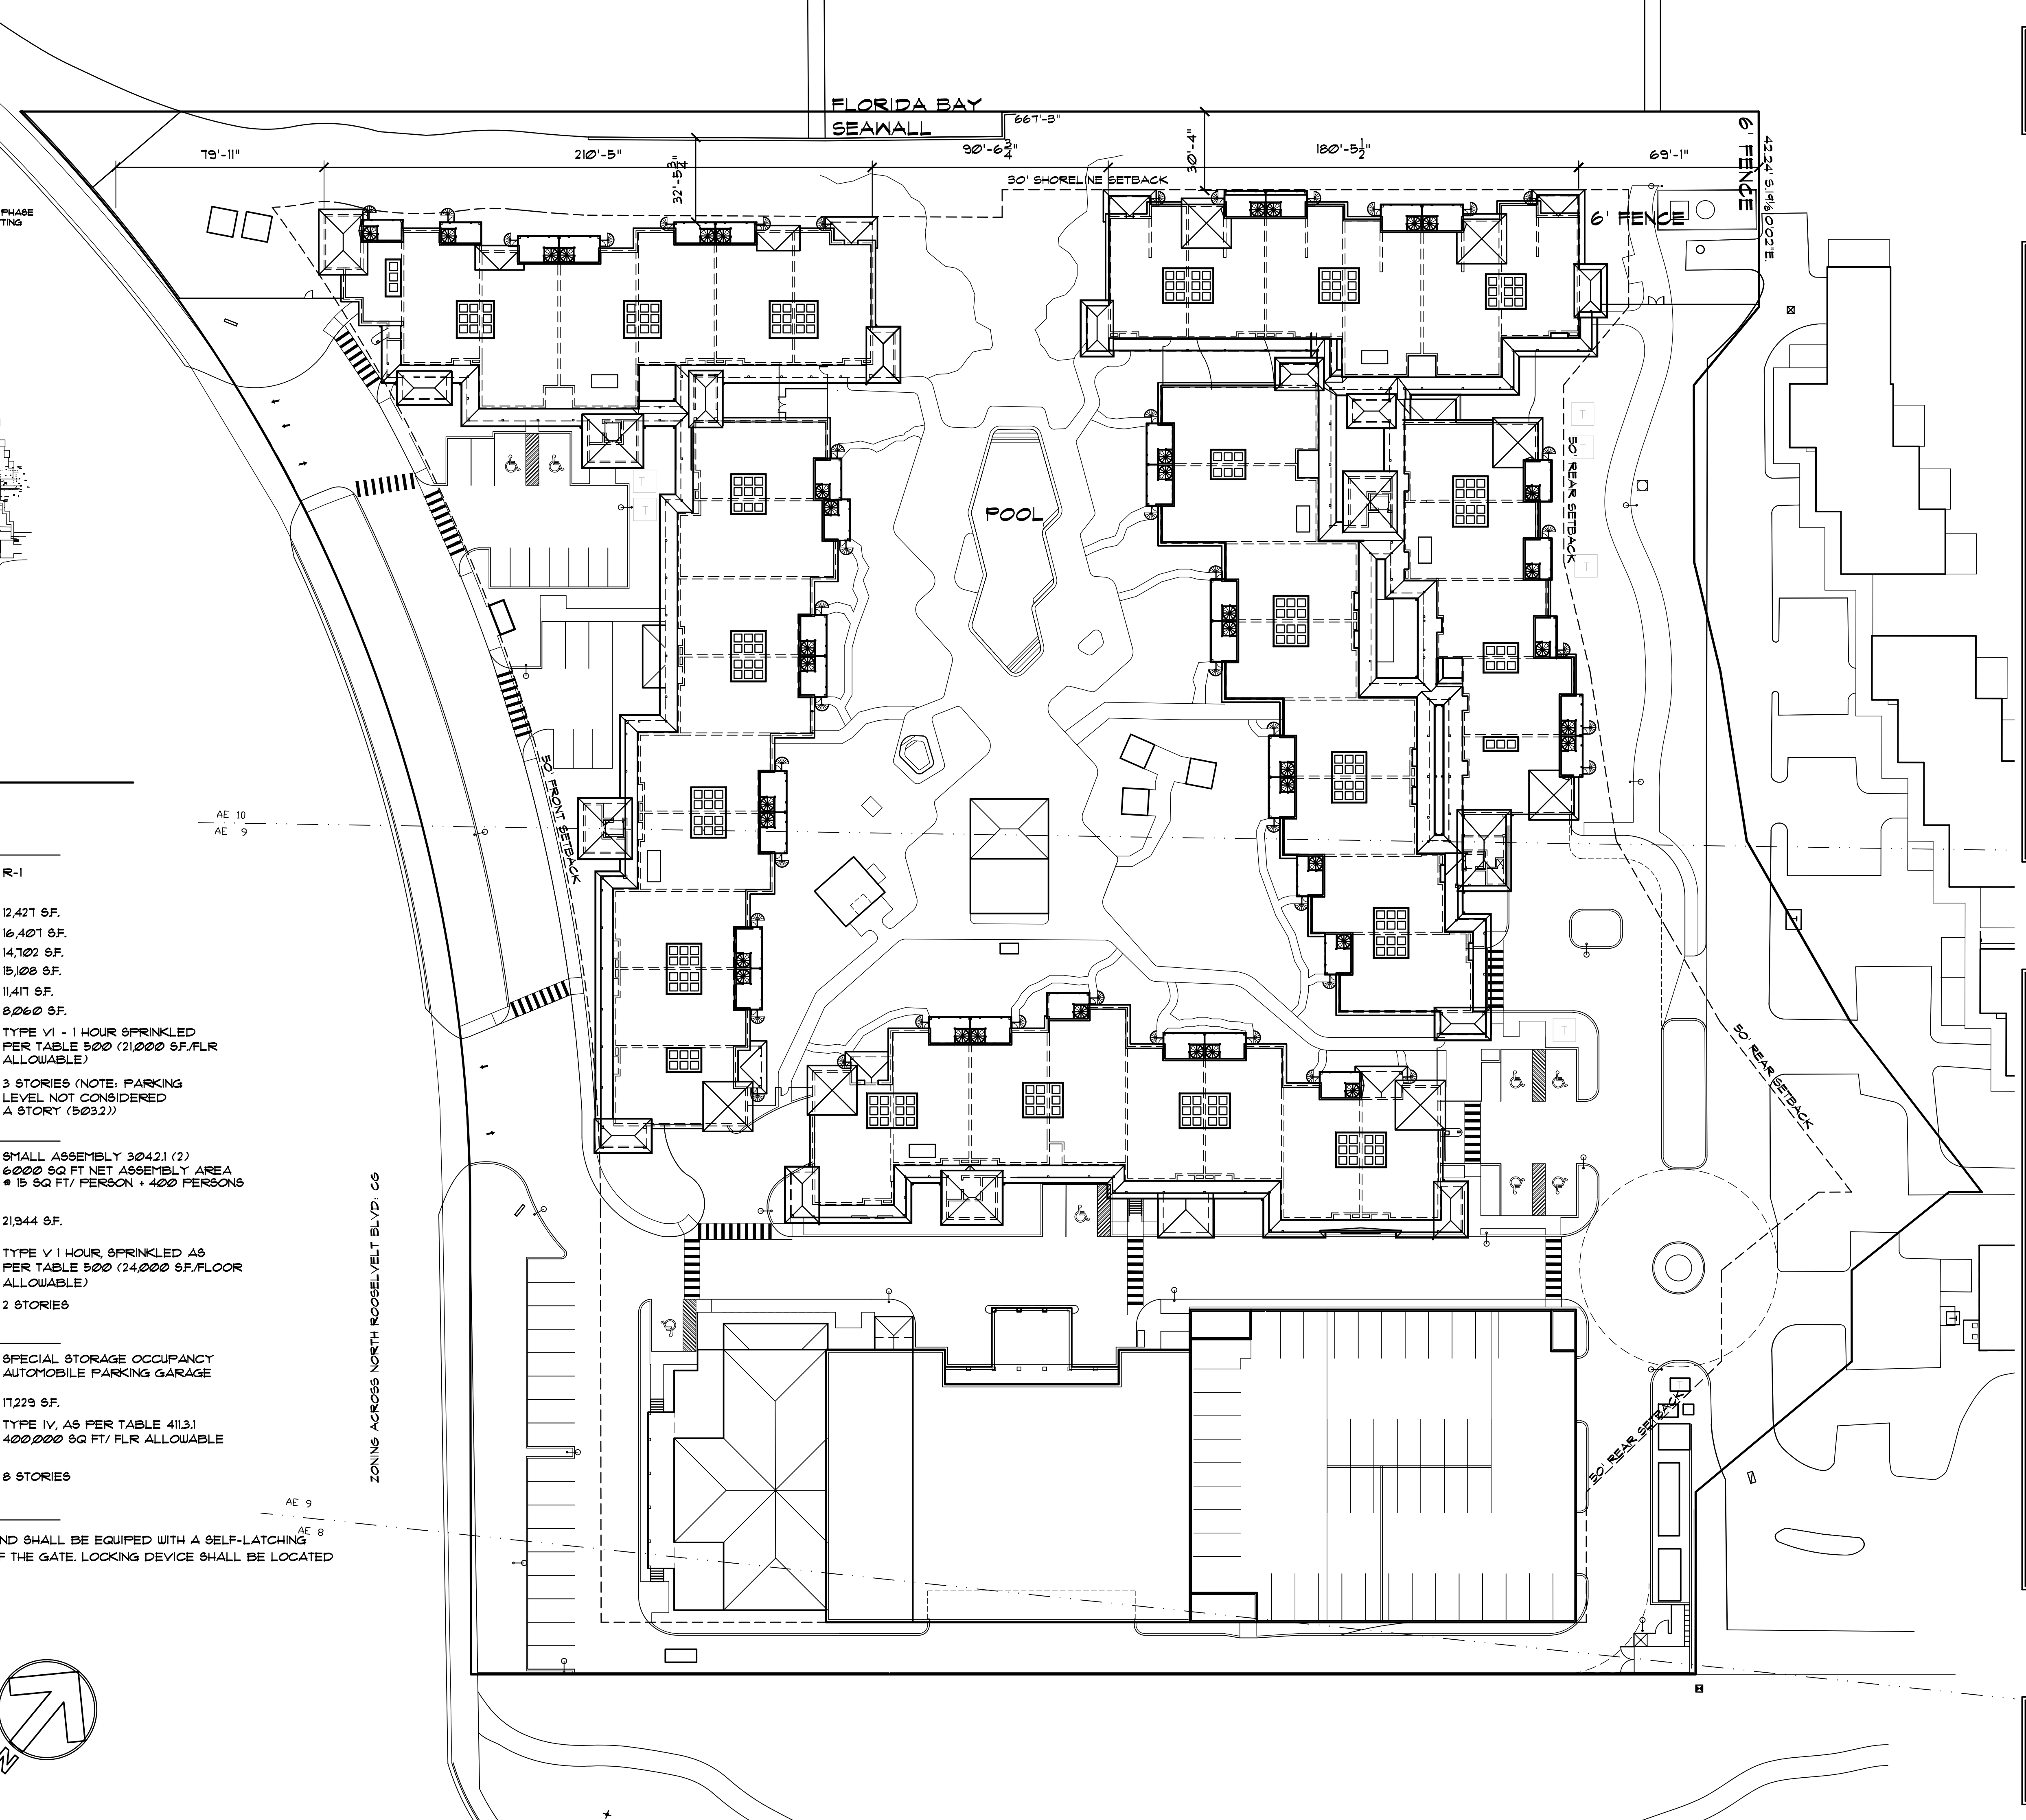 FLORIDA BAY
SEAWALL
667'-3"
79'-11"
210'-5"
90'-6 3/4"
180'-5 1/2"
69'-1"
32'-5 3/4"
30'-4"
30' SHORELINE SETBACK
6' FENCE
6' FENCE
PHASE
TING
T
T
T
T
T
POOL
50' REAR SETBACK
50' FRONT SETBACK
AE 10
AE 9
R-1
12,427 S.F.
16,407 S.F.
14,702 S.F.
15,108 S.F.
11,417 S.F.
8,060 S.F.
TYPE VI - 1 HOUR SPRINKLED
PER TABLE 500 (21,000 S.F./FLR
ALLOWABLE)
3 STORIES (NOTE: PARKING
LEVEL NOT CONSIDERED
A STORY (503.2))
T
T
50' REAR SETBACK
SMALL ASSEMBLY 304.2.1 (2)
6000 SQ FT NET ASSEMBLY AREA
@ 15 SQ FT/ PERSON + 400 PERSONS
21,944 S.F.
TYPE V 1 HOUR, SPRINKLED AS
PER TABLE 500 (24,000 S.F./FLOOR
ALLOWABLE)
2 STORIES
ZONING ACROSS NORTH ROOSELVELT BLVD: CG
T
SPECIAL STORAGE OCCUPANCY
AUTOMOBILE PARKING GARAGE
17,229 S.F.
TYPE IV, AS PER TABLE 411.3.1
400,000 SQ FT/ FLR ALLOWABLE
8 STORIES
50' REAR SETBACK
AE 9
AE 8
ND SHALL BE EQUIPED WITH A SELF-LATCHING
F THE GATE. LOCKING DEVICE SHALL BE LOCATED
N